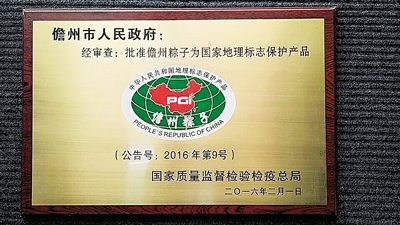 儋州市人民政府：
经审查：批准儋州粽子为国家地理标志保护产品
中华人民共和国地理标志保护产品
PGI
儋州粽子
PEOPLE'S REPUBLIC OF CHINA
（公告号：2016年第9号）
国家质量监督检验检疫总局
二〇一六年二月一日